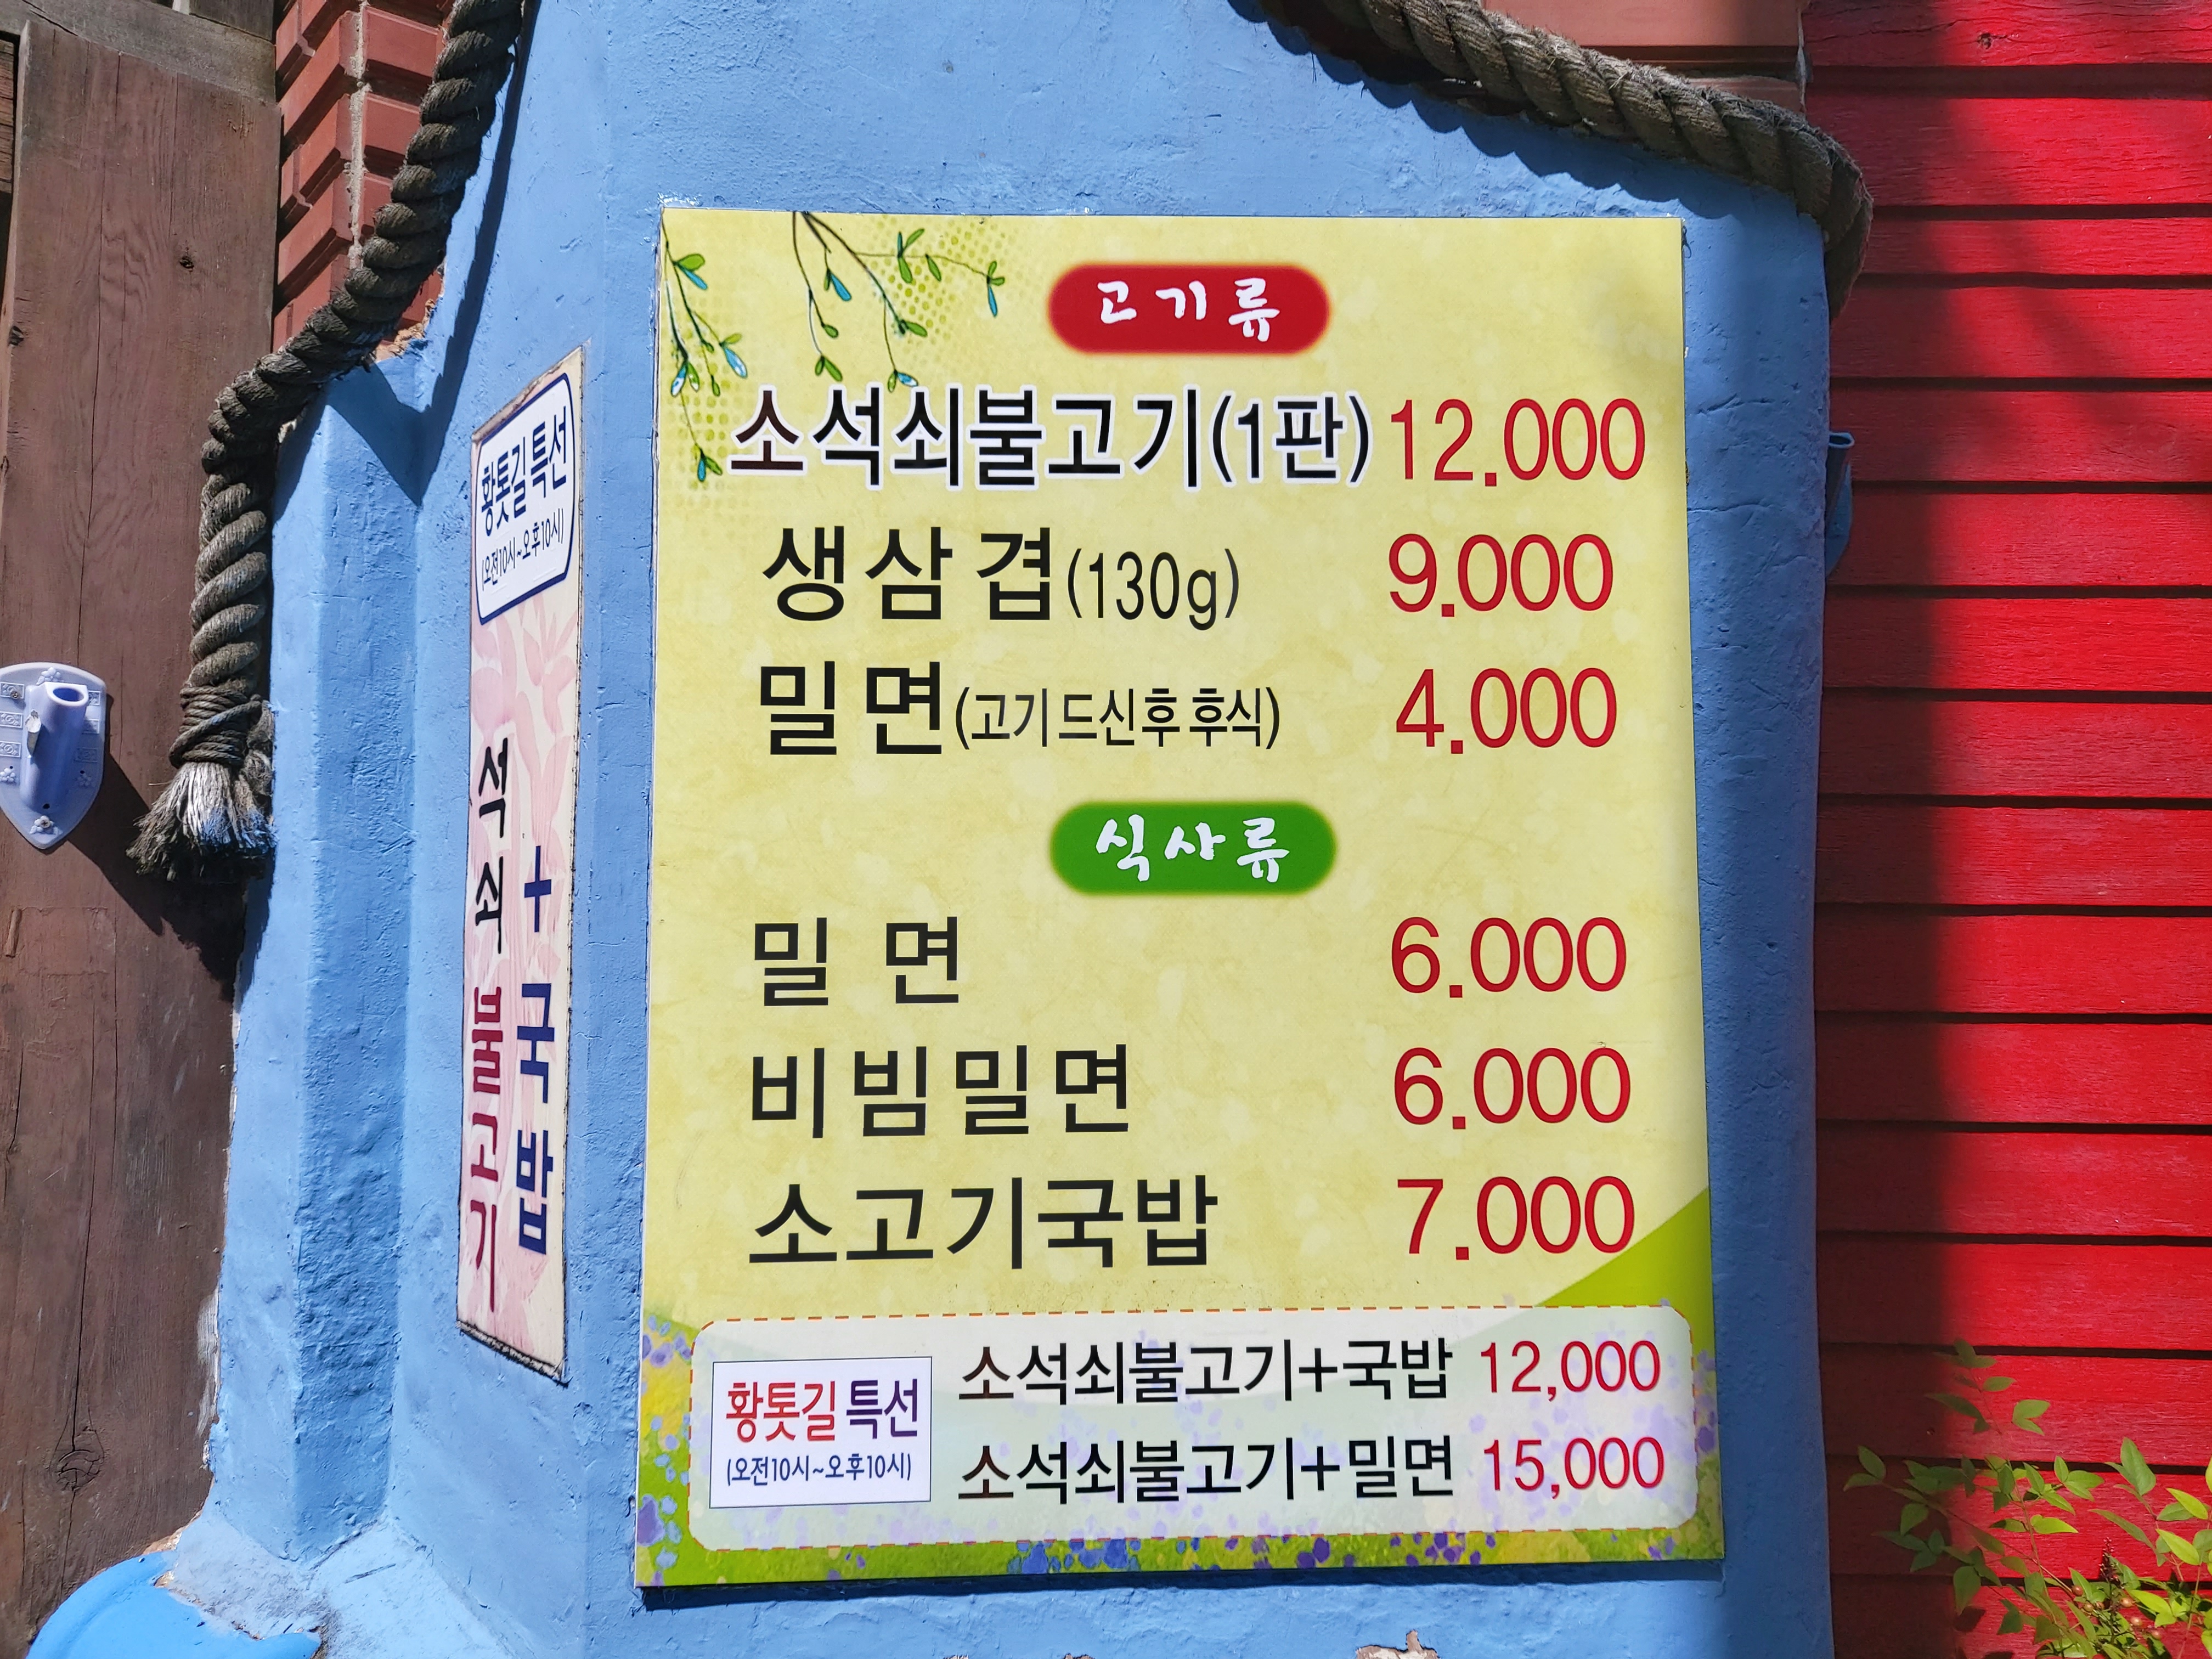 황톳길특선
(오전10시~오후10시)
석쇠불고기
+국밥
고기류
소석쇠불고기(1판) 12.000
생삼겹(130g) 9.000
밀면(고기드신후 후식) 4.000
식사류
밀 면 6.000
비빔밀면 6.000
소고기국밥 7.000
황톳길 특선
(오전10시~오후10시)
소석쇠불고기+국밥 12,000
소석쇠불고기+밀면 15,000